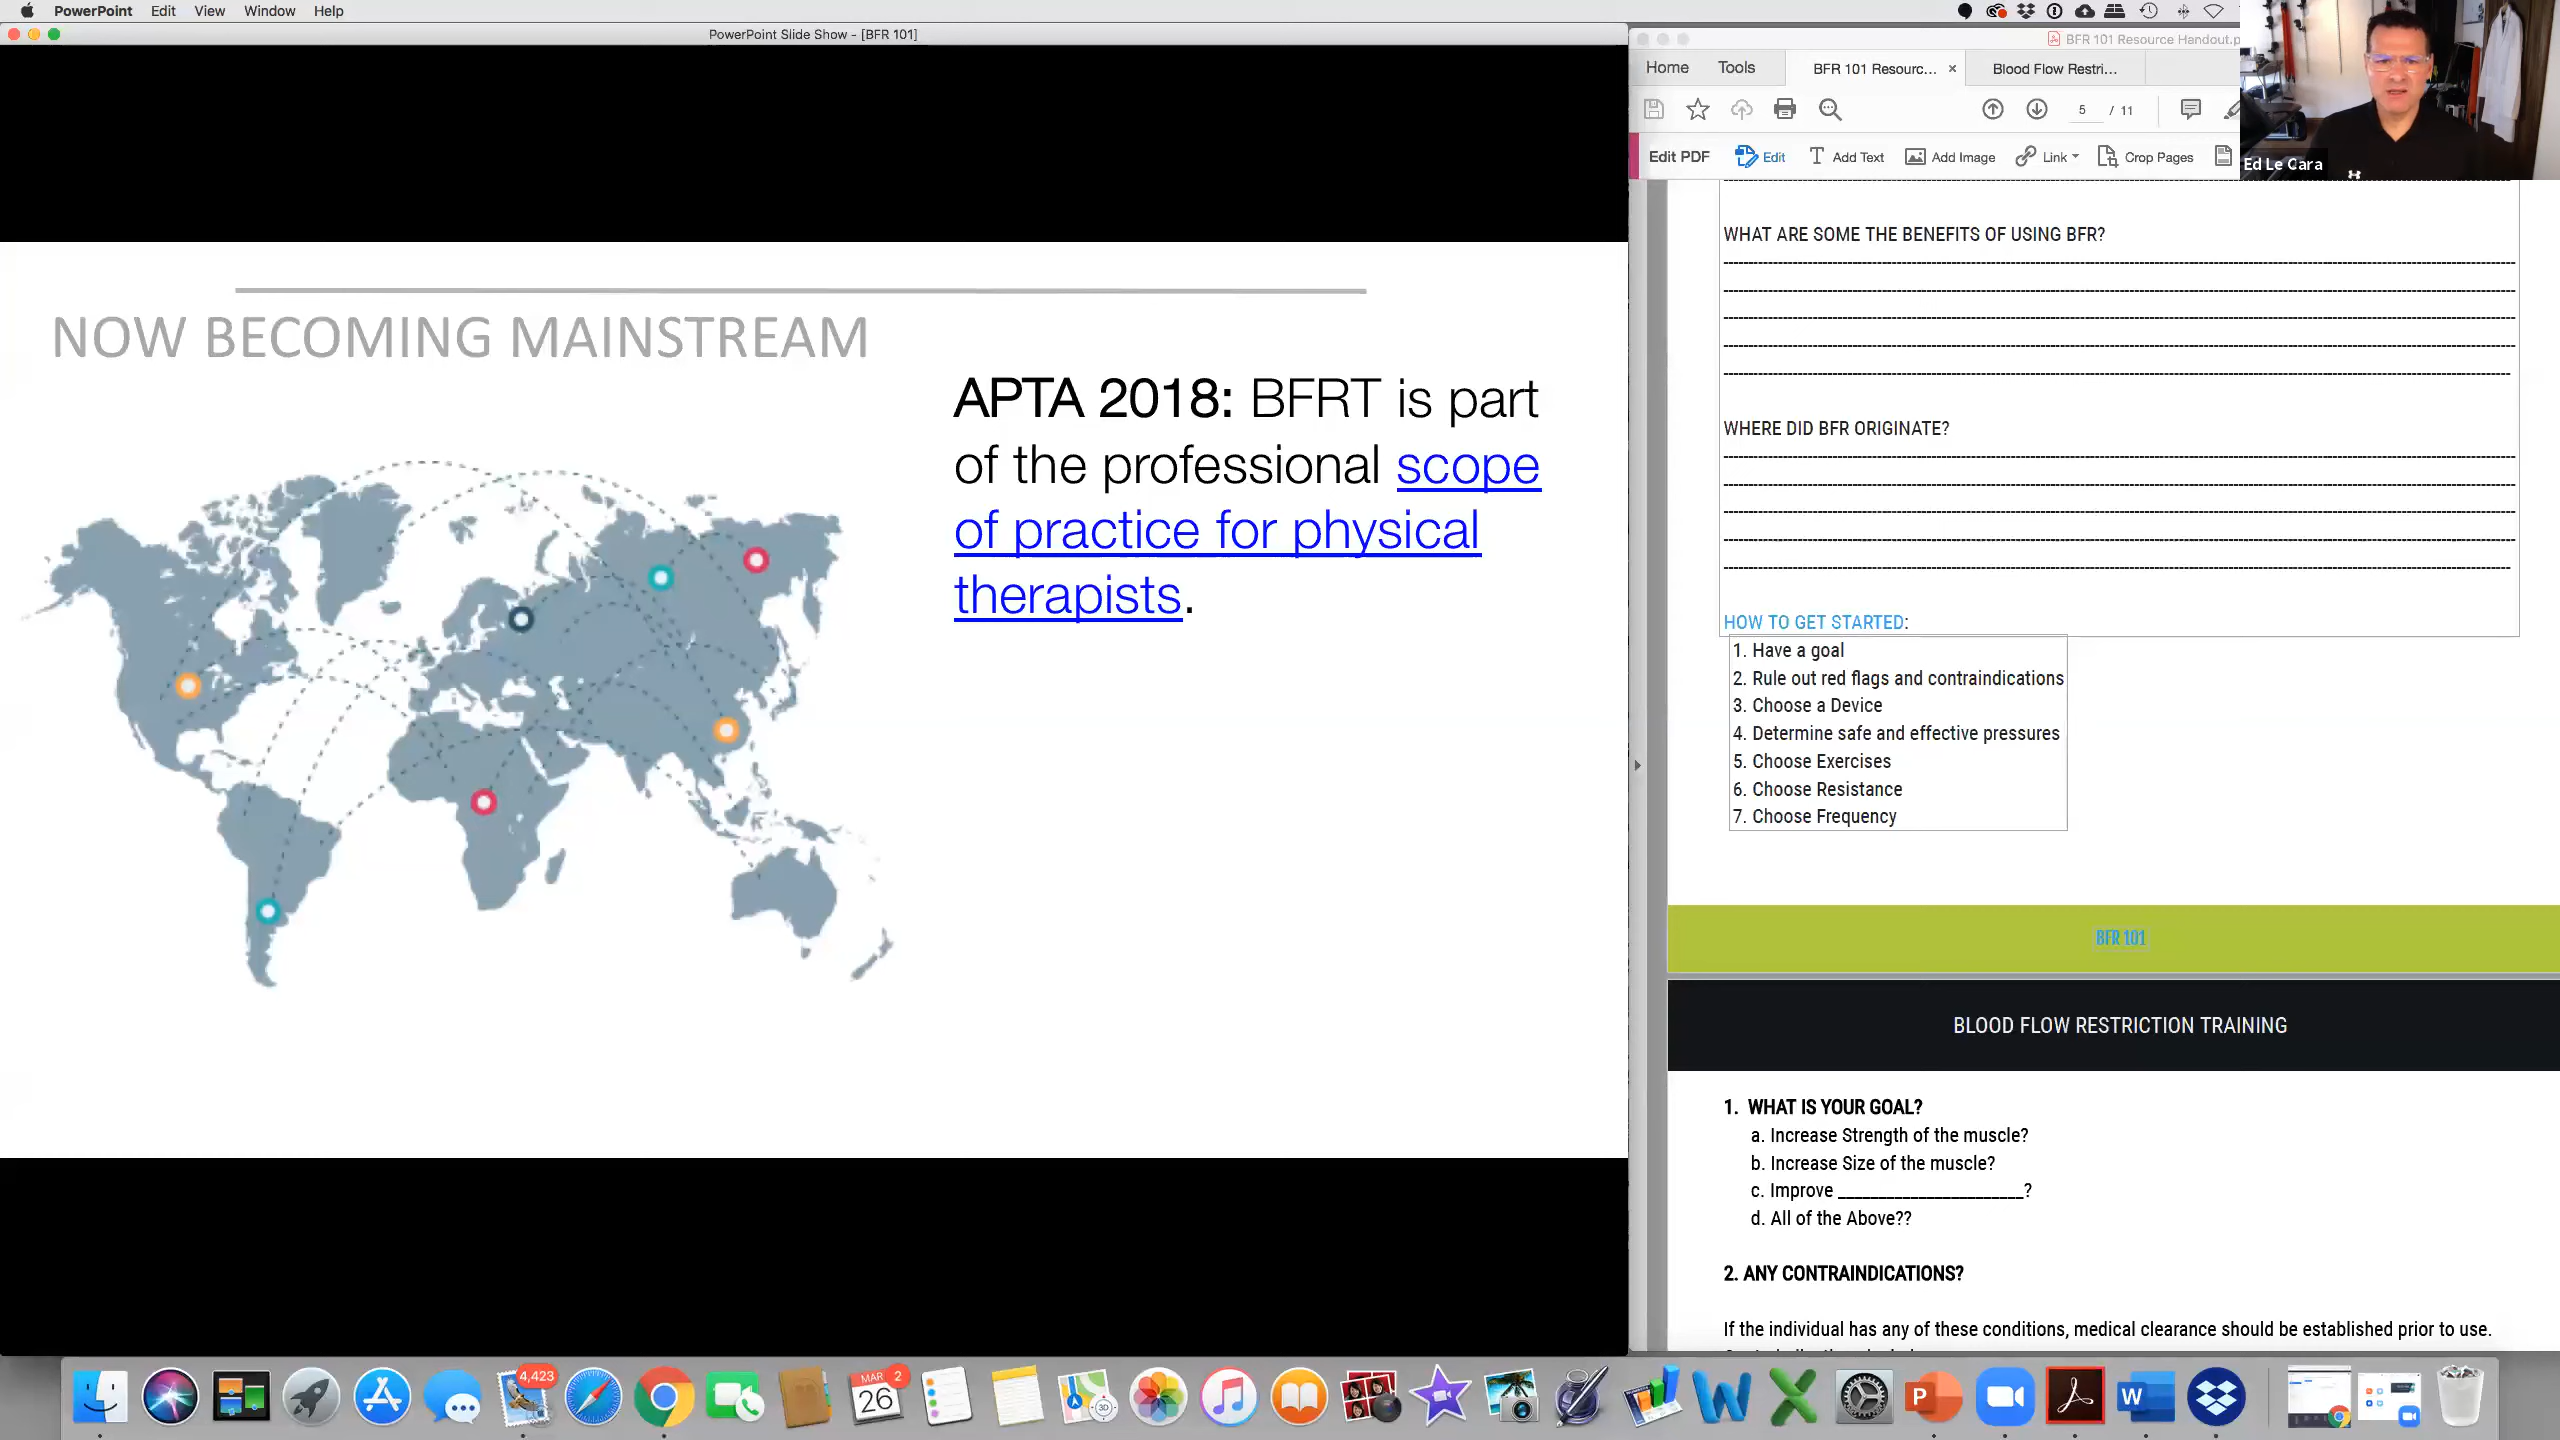 PowerPoint Edit View Window Help
PowerPoint Slide Show - [BFR 101]
NOW BECOMING MAINSTREAM
APTA 2018: BFRT is part
of the professional scope
of practice for physical
therapists.
BFR 101 Resource Handout.p
Home Tools BFR 101 Resourc... × Blood Flow Restri...
5 / 11
Edit PDF Edit Add Text Add Image Link Crop Pages
Ed Le Cara
WHAT ARE SOME THE BENEFITS OF USING BFR?
WHERE DID BFR ORIGINATE?
HOW TO GET STARTED:
1. Have a goal
2. Rule out red flags and contraindications
3. Choose a Device
4. Determine safe and effective pressures
5. Choose Exercises
6. Choose Resistance
7. Choose Frequency
BFR 101
BLOOD FLOW RESTRICTION TRAINING
1. WHAT IS YOUR GOAL?
a. Increase Strength of the muscle?
b. Increase Size of the muscle?
c. Improve ______________________?
d. All of the Above??
2. ANY CONTRAINDICATIONS?
If the individual has any of these conditions, medical clearance should be established prior to use.
4,423
MAR 2
26
3D
P
W